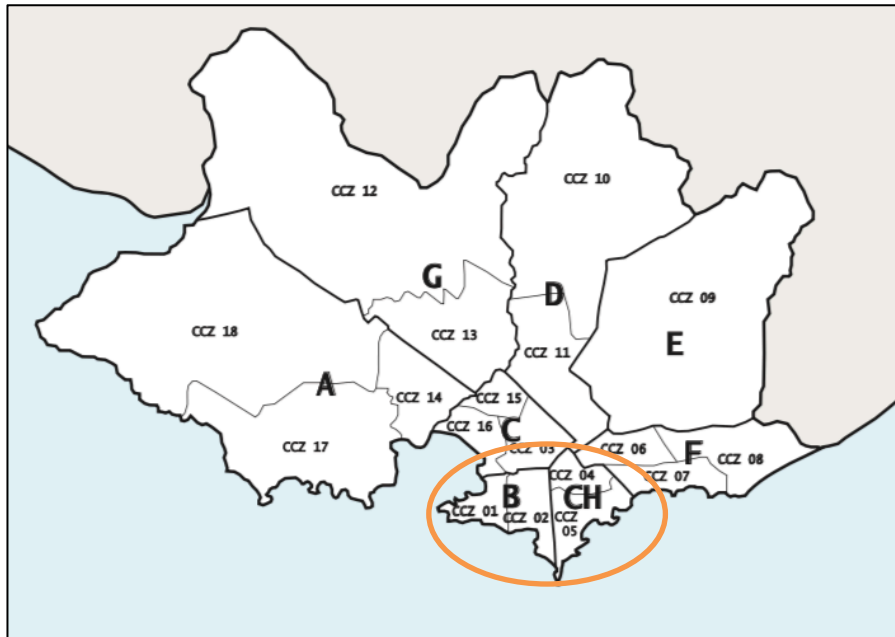 CCZ 10
CCZ 12
G
D
CCZ 09
CCZ 18
CCZ 13
E
CCZ 11
A
CCZ 14
CCZ 15
CCZ 16
C
CCZ 03
CCZ 06
F
CCZ 08
CCZ 17
CCZ 04
CCZ 07
B
CH
CCZ 01
CCZ 02
CCZ
05